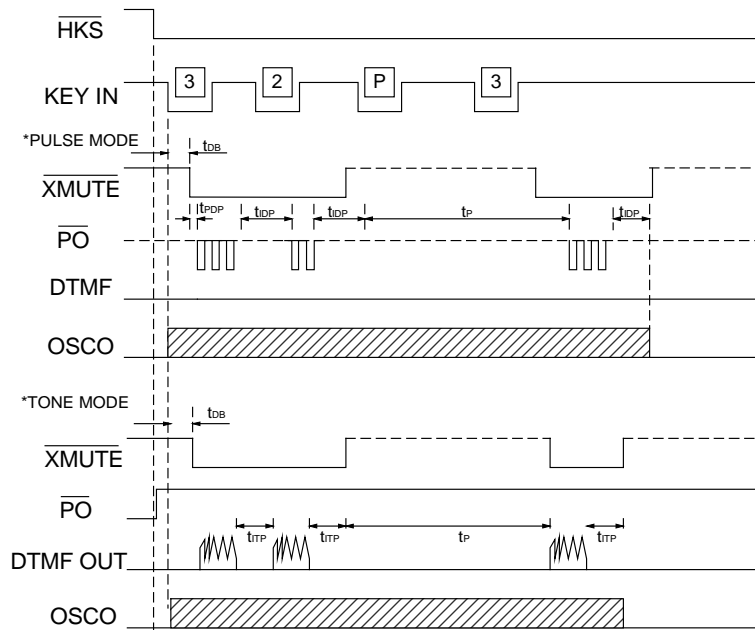 HKS
3 2 P 3
KEY IN
*PULSE MODE tDB
XMUTE
tPDP tIDP tIDP tP tIDP
PO
DTMF
OSCO
*TONE MODE tDB
XMUTE
PO
tITP tITP tP tITP
DTMF OUT
OSCO